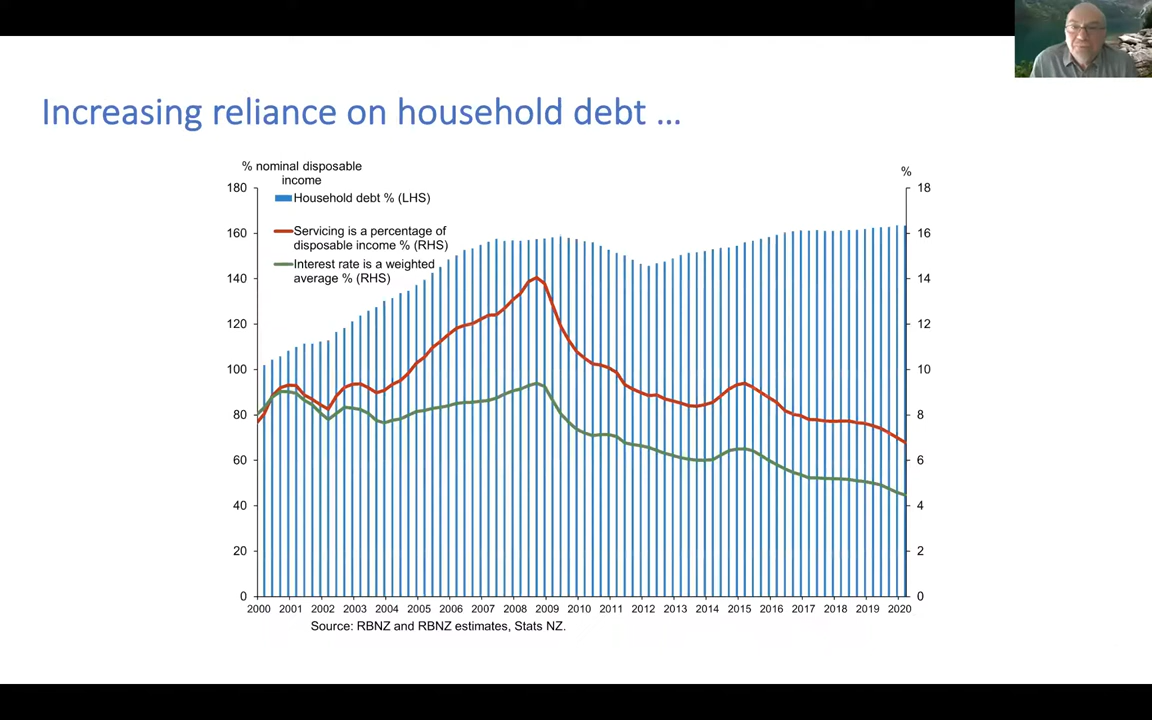 Increasing reliance on household debt ...
% nominal disposable
income
%
180
160
140
120
100
80
60
40
20
0
Household debt % (LHS)
Servicing is a percentage of
disposable income % (RHS)
Interest rate is a weighted
average % (RHS)
18
16
14
12
10
8
6
4
2
0
2000 2001 2002 2003 2004 2005 2006 2007 2008 2009 2010 2011 2012 2013 2014 2015 2016 2017 2018 2019 2020
Source: RBNZ and RBNZ estimates, Stats NZ.